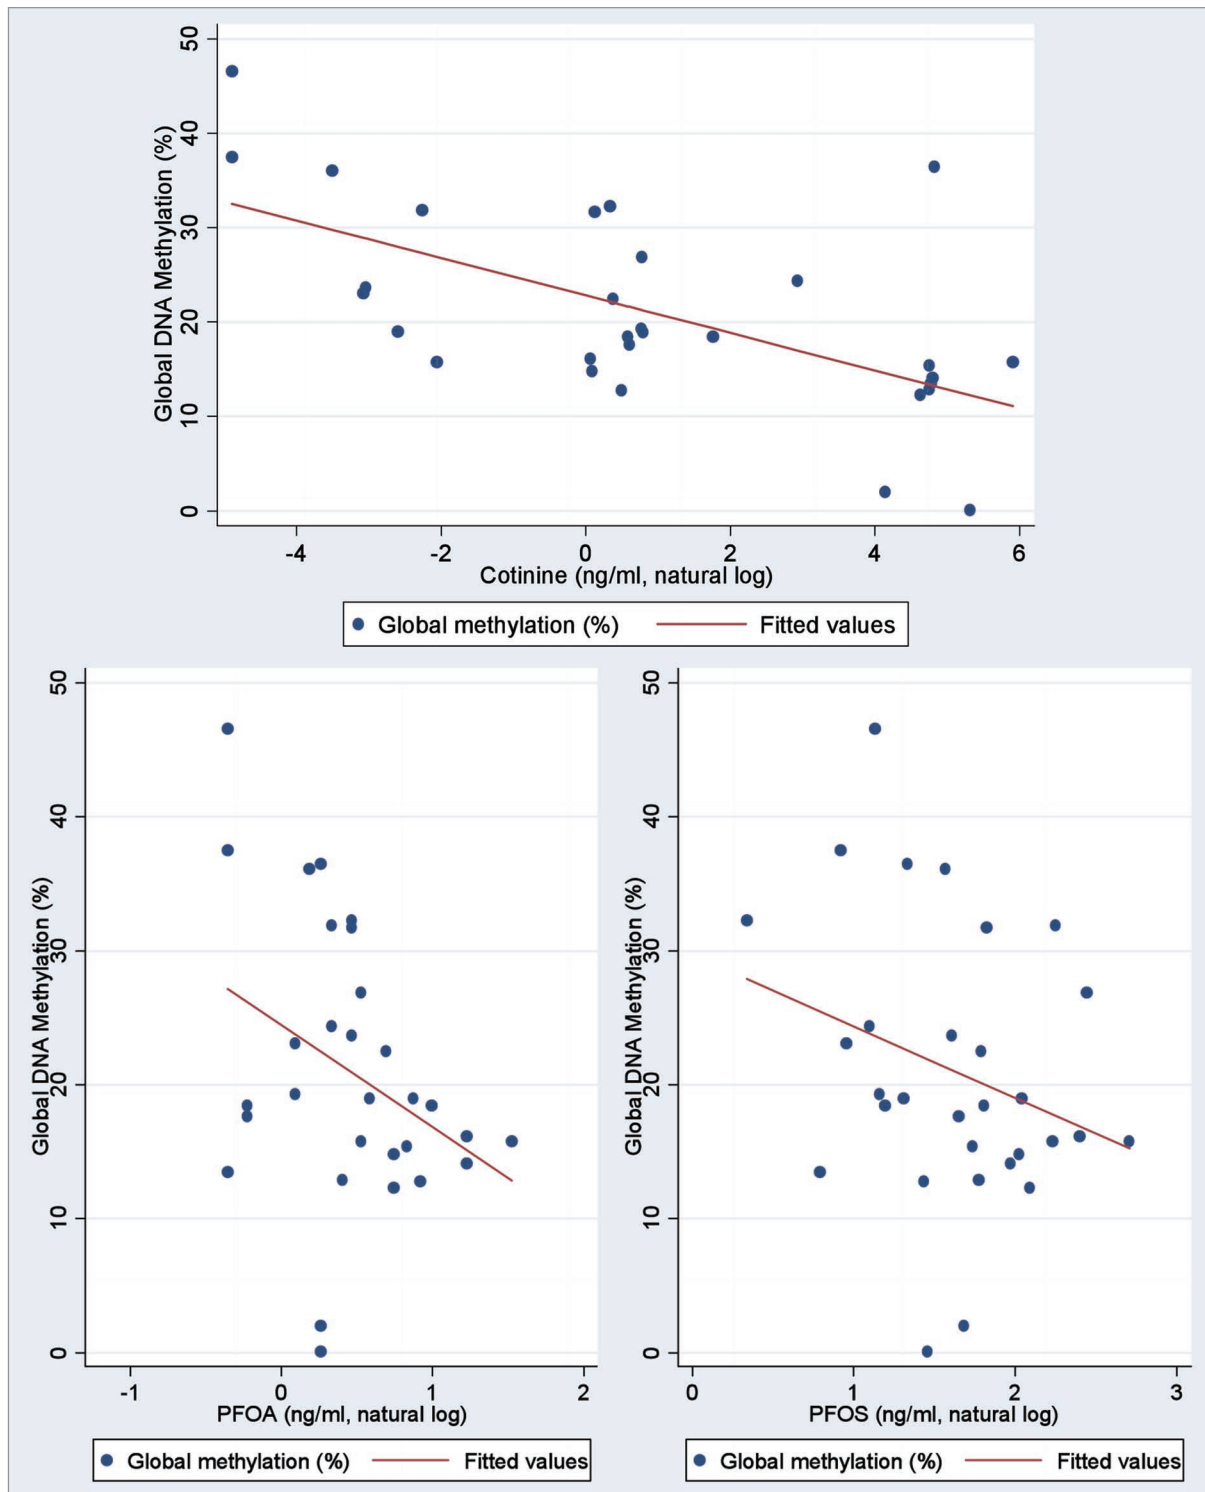 50
40
30
20
10
0
Global DNA Methylation (%)
-4 -2 0 2 4 6
Cotinine (ng/ml, natural log)
Global methylation (%) Fitted values
50
40
30
20
10
0
Global DNA Methylation (%)
-1 0 1 2
PFOA (ng/ml, natural log)
Global methylation (%) Fitted values
50
40
30
20
10
0
Global DNA Methylation (%)
0 1 2 3
PFOS (ng/ml, natural log)
Global methylation (%) Fitted values